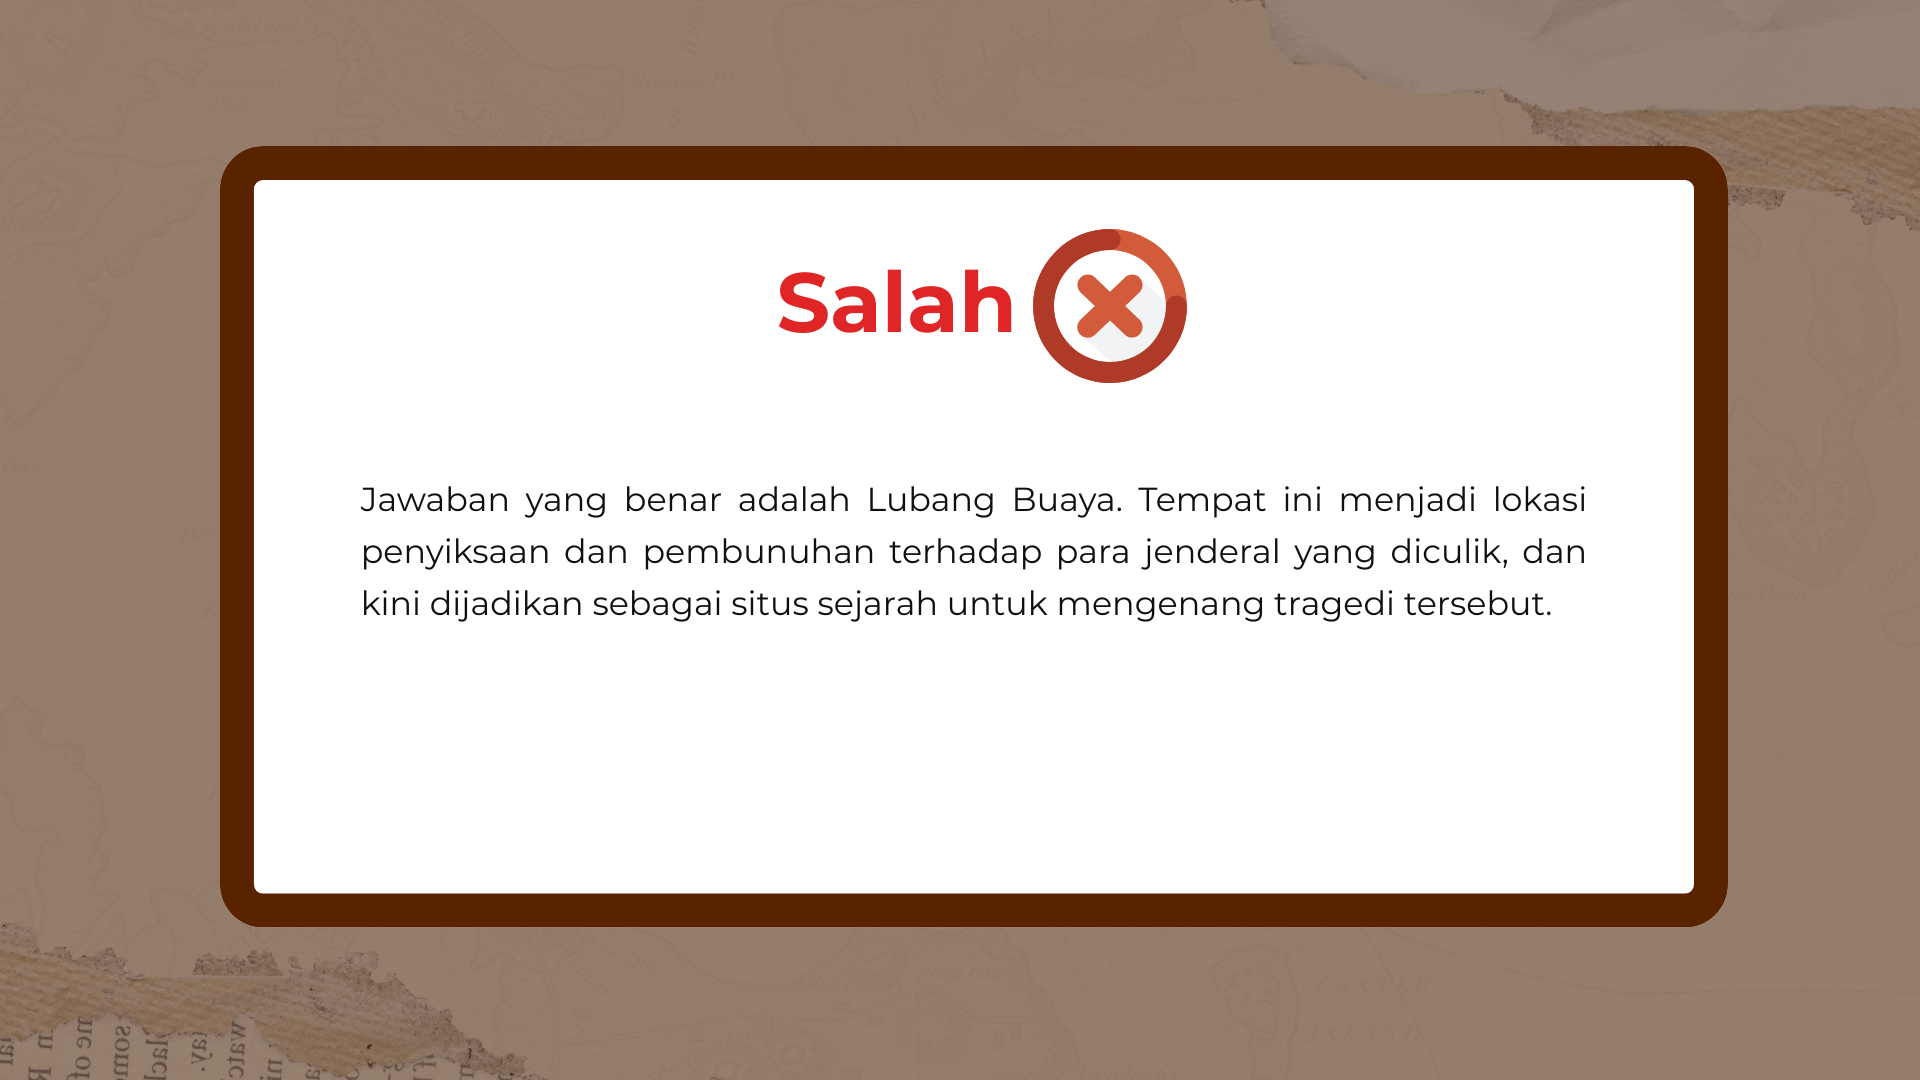 Salah
Jawaban yang benar adalah Lubang Buaya. Tempat ini menjadi lokasi
penyiksaan dan pembunuhan terhadap para jenderal yang diculik, dan
kini dijadikan sebagai situs sejarah untuk mengenang tragedi tersebut.